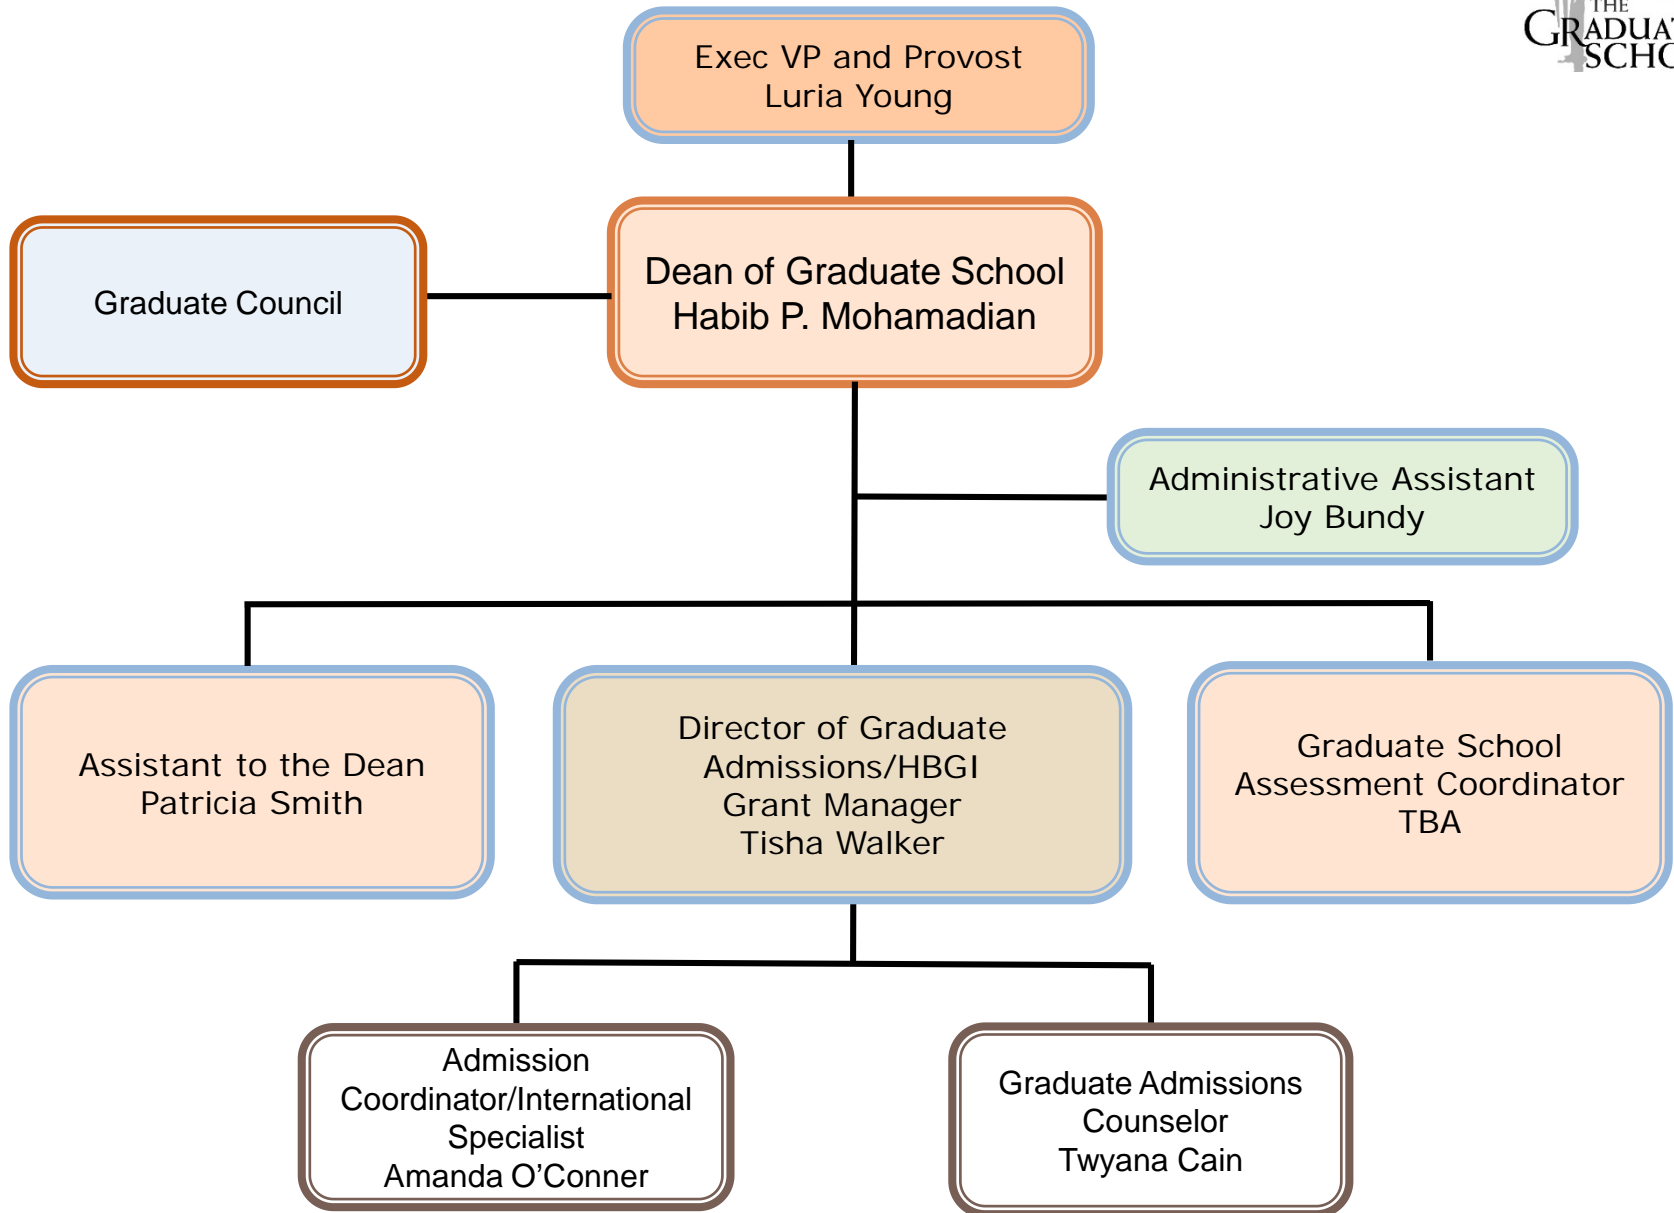 THE
Exec VP and Provost
Luria Young
Graduate Council
Dean of Graduate School
Habib P. Mohamadian
Administrative Assistant
Joy Bundy
Assistant to the Dean
Patricia Smith
Director of Graduate
Admissions/HBGI
Grant Manager
Tisha Walker
Graduate School
Assessment Coordinator
TBA
Admission
Coordinator/International
Specialist
Amanda O’Conner
Graduate Admissions
Counselor
Twyana Cain